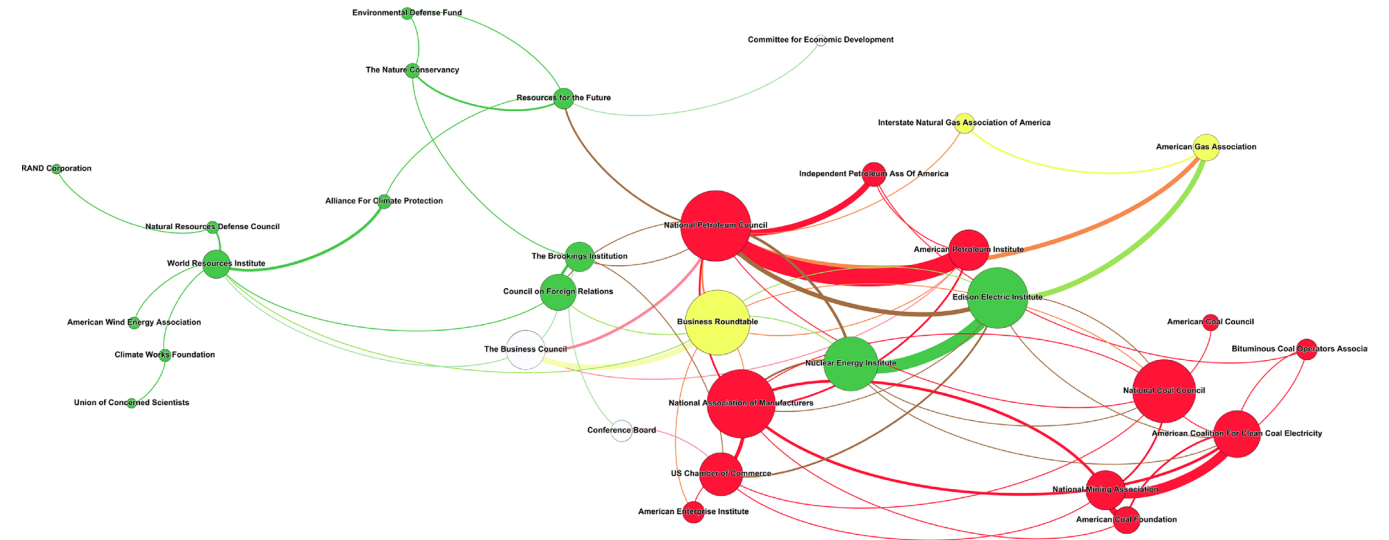 Environmental Defense Fund
Committee for Economic Development
The Nature Conservancy
Resources for the Future
Interstate Natural Gas Association of America
American Gas Association
RAND Corporation
Independent Petroleum Ass Of America
Alliance For Climate Protection
Natural Resources Defense Council
National Petroleum Council
American Petroleum Institute
The Brookings Institution
World Resources Institute
Council on Foreign Relations
Edison Electric Institute
American Wind Energy Association
Business Roundtable
American Coal Council
The Business Council
Bituminous Coal Operators Associa
Climate Works Foundation
Nuclear Energy Institute
National Coal Council
Union of Concerned Scientists
National Association of Manufacturers
Conference Board
American Coalition For Clean Coal Electricity
US Chamber of Commerce
National Mining Association
American Enterprise Institute
American Coal Foundation